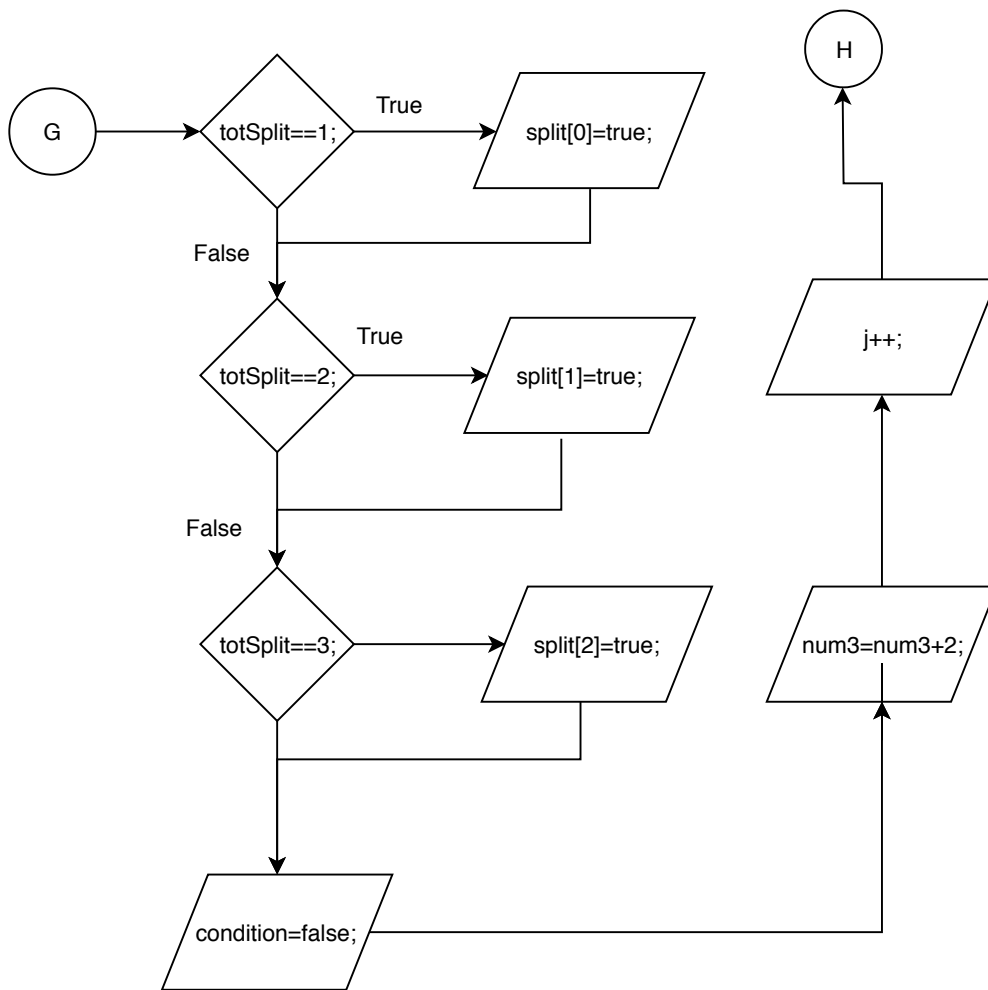 H
True
G
totSplit==1;
split[0]=true;
False
True
j++;
totSplit==2;
split[1]=true;
False
totSplit==3;
split[2]=true;
num3=num3+2;
condition=false;